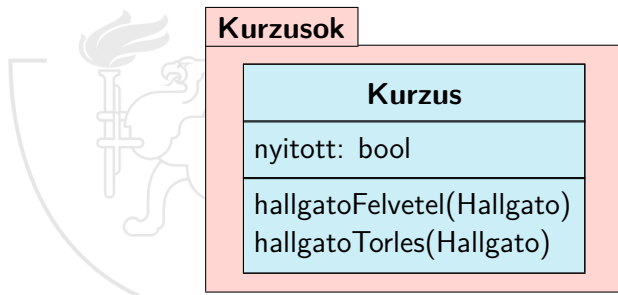 Kurzusok
Kurzus
nyitott: bool
hallgatoFelvetel(Hallgato)
hallgatoTorles(Hallgato)